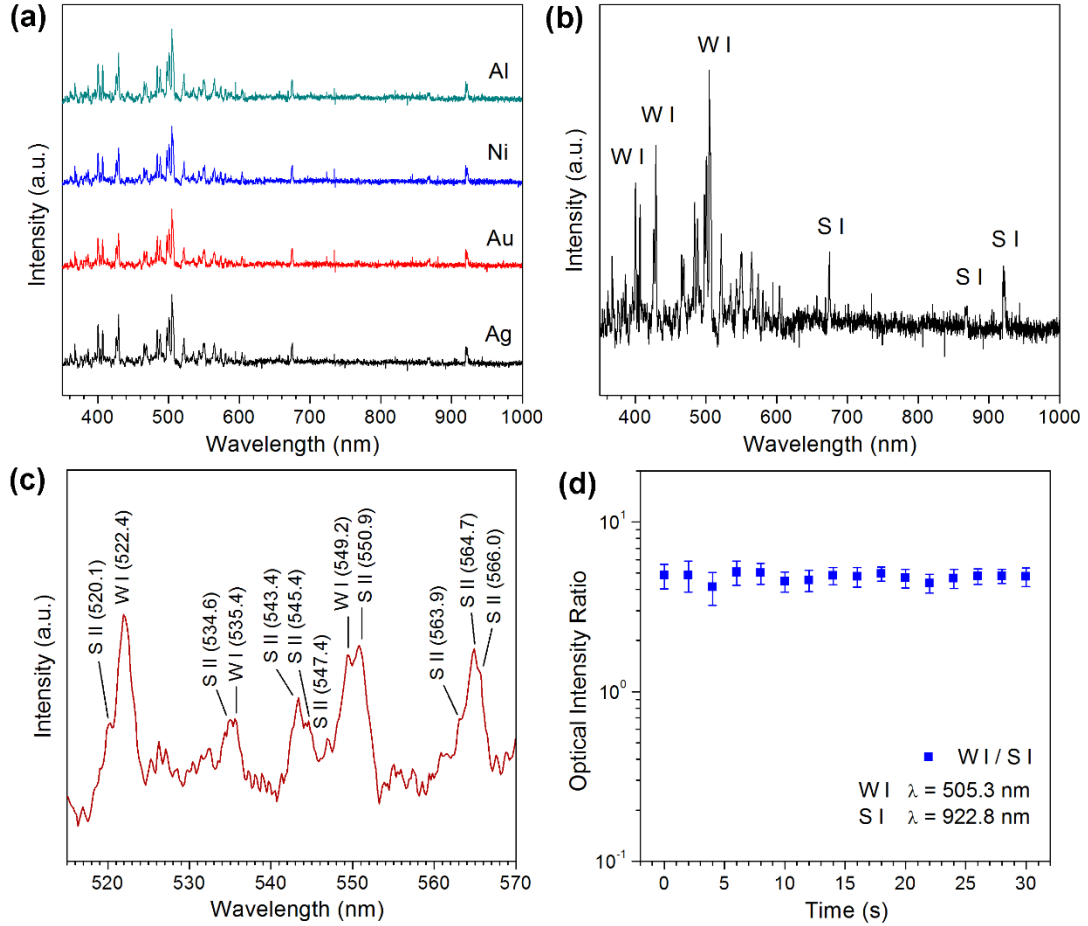 (a)
Al
Ni
Au
Ag
Intensity (a.u.)
400 500 600 700 800 900 1000
Wavelength (nm)
(b)
W I
W I
W I
S I
S I
S I
Intensity (a.u.)
400 500 600 700 800 900 1000
Wavelength (nm)
(c)
S II (520.1)
W I (522.4)
S II (534.6)
W I (535.4)
S II (543.4)
S II (545.4)
S II (547.4)
W I (549.2)
S II (550.9)
S II (563.9)
S II (564.7)
S II (566.0)
Intensity (a.u.)
520 530 540 550 560 570
Wavelength (nm)
(d)
10^1
10^0
10^-1
Optical Intensity Ratio
W I / S I
W I λ = 505.3 nm
S I λ = 922.8 nm
0 5 10 15 20 25 30
Time (s)